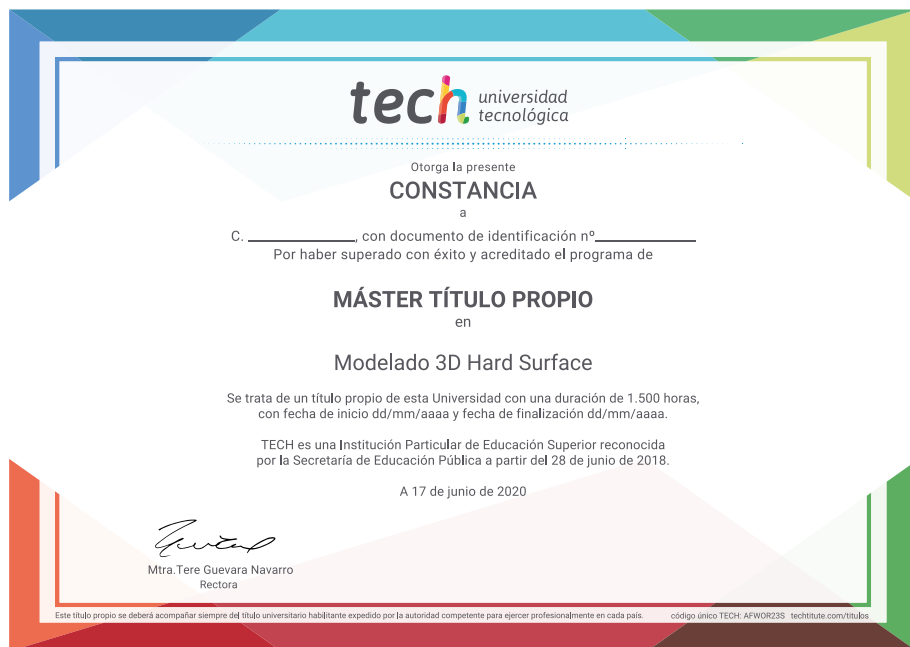 tech universidad
tecnológica
Otorga la presente
CONSTANCIA
a
C. ____________, con documento de identificación nº____________
Por haber superado con éxito y acreditado el programa de
MÁSTER TÍTULO PROPIO
en
Modelado 3D Hard Surface
Se trata de un título propio de esta Universidad con una duración de 1.500 horas,
con fecha de inicio dd/mm/aaaa y fecha de finalización dd/mm/aaaa.
TECH es una Institución Particular de Educación Superior reconocida
por la Secretaría de Educación Pública a partir del 28 de junio de 2018.
A 17 de junio de 2020
Mtra.Tere Guevara Navarro
Rectora
Este título propio se deberá acompañar siempre del título universitario habilitante expedido por la autoridad competente para ejercer profesionalmente en cada país. código único TECH: AFWOR23S techtitute.com/titulos